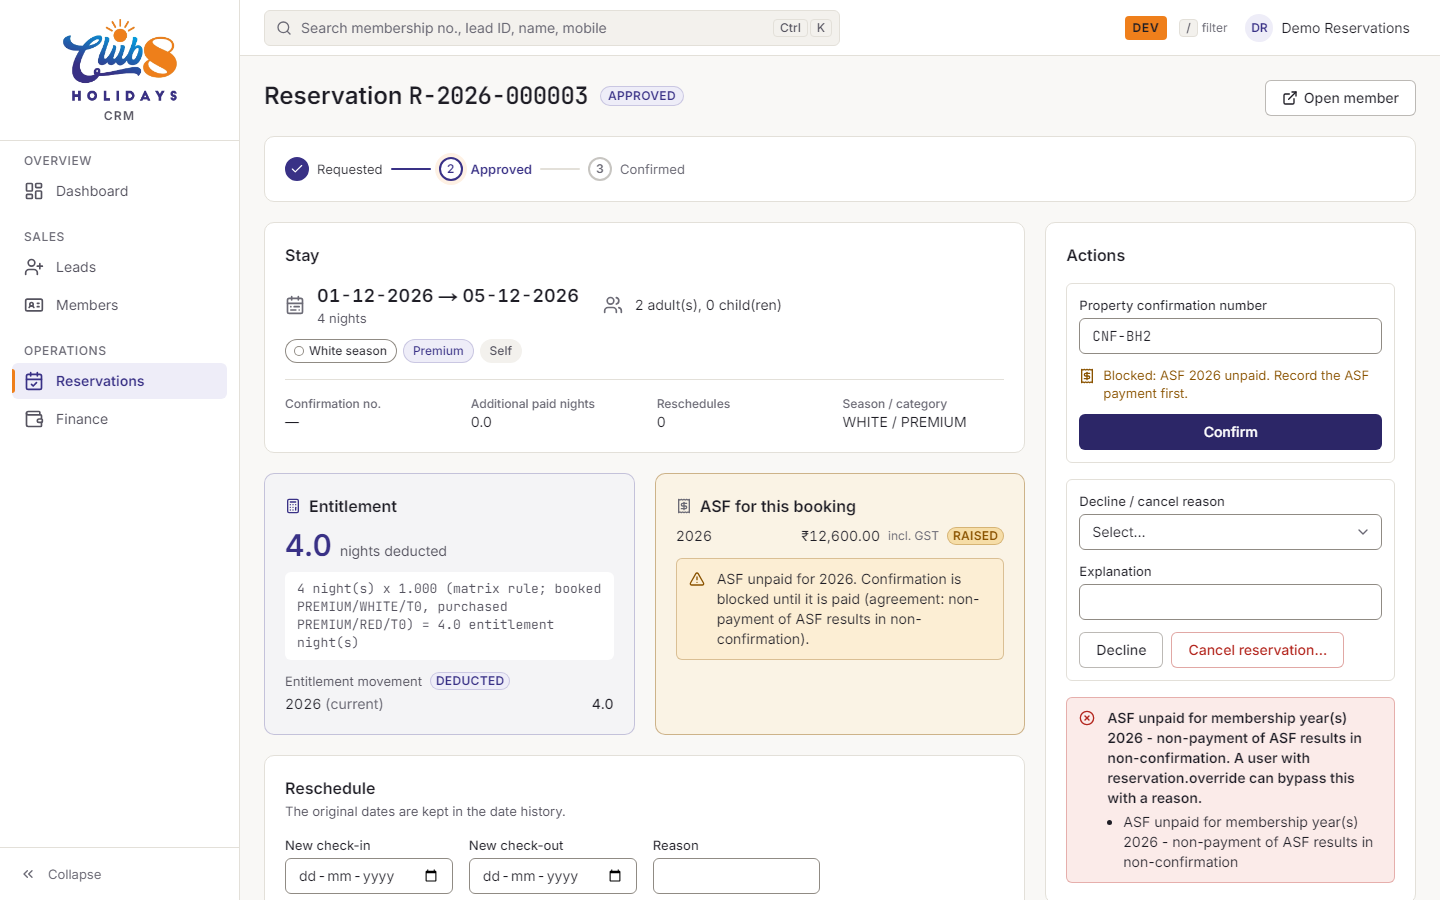 Club8
HOLIDAYS
CRM
OVERVIEW
Dashboard
SALES
Leads
Members
OPERATIONS
Reservations
Finance
Collapse
Search membership no., lead ID, name, mobile
Ctrl K
DEV
/ filter
DR Demo Reservations
Reservation R-2026-000003 APPROVED
Open member
Requested 2 Approved 3 Confirmed
Stay
01-12-2026 → 05-12-2026
4 nights
2 adult(s), 0 child(ren)
White season Premium Self
Confirmation no. Additional paid nights Reschedules Season / category
— 0.0 0 WHITE / PREMIUM
Entitlement
4.0 nights deducted
4 night(s) x 1.000 (matrix rule; booked
PREMIUM/WHITE/T0, purchased
PREMIUM/RED/T0) = 4.0 entitlement
night(s)
Entitlement movement DEDUCTED
2026 (current) 4.0
ASF for this booking
2026 ₹12,600.00 incl. GST RAISED
ASF unpaid for 2026. Confirmation is
blocked until it is paid (agreement: non-
payment of ASF results in non-
confirmation).
Reschedule
The original dates are kept in the date history.
New check-in New check-out Reason
dd-mm-yyyy dd-mm-yyyy
Actions
Property confirmation number
CNF-BH2
Blocked: ASF 2026 unpaid. Record the ASF
payment first.
Confirm
Decline / cancel reason
Select...
Explanation
Decline Cancel reservation...
ASF unpaid for membership year(s)
2026 - non-payment of ASF results in
non-confirmation. A user with
reservation.override can bypass this
with a reason.
• ASF unpaid for membership year(s)
2026 - non-payment of ASF results in
non-confirmation